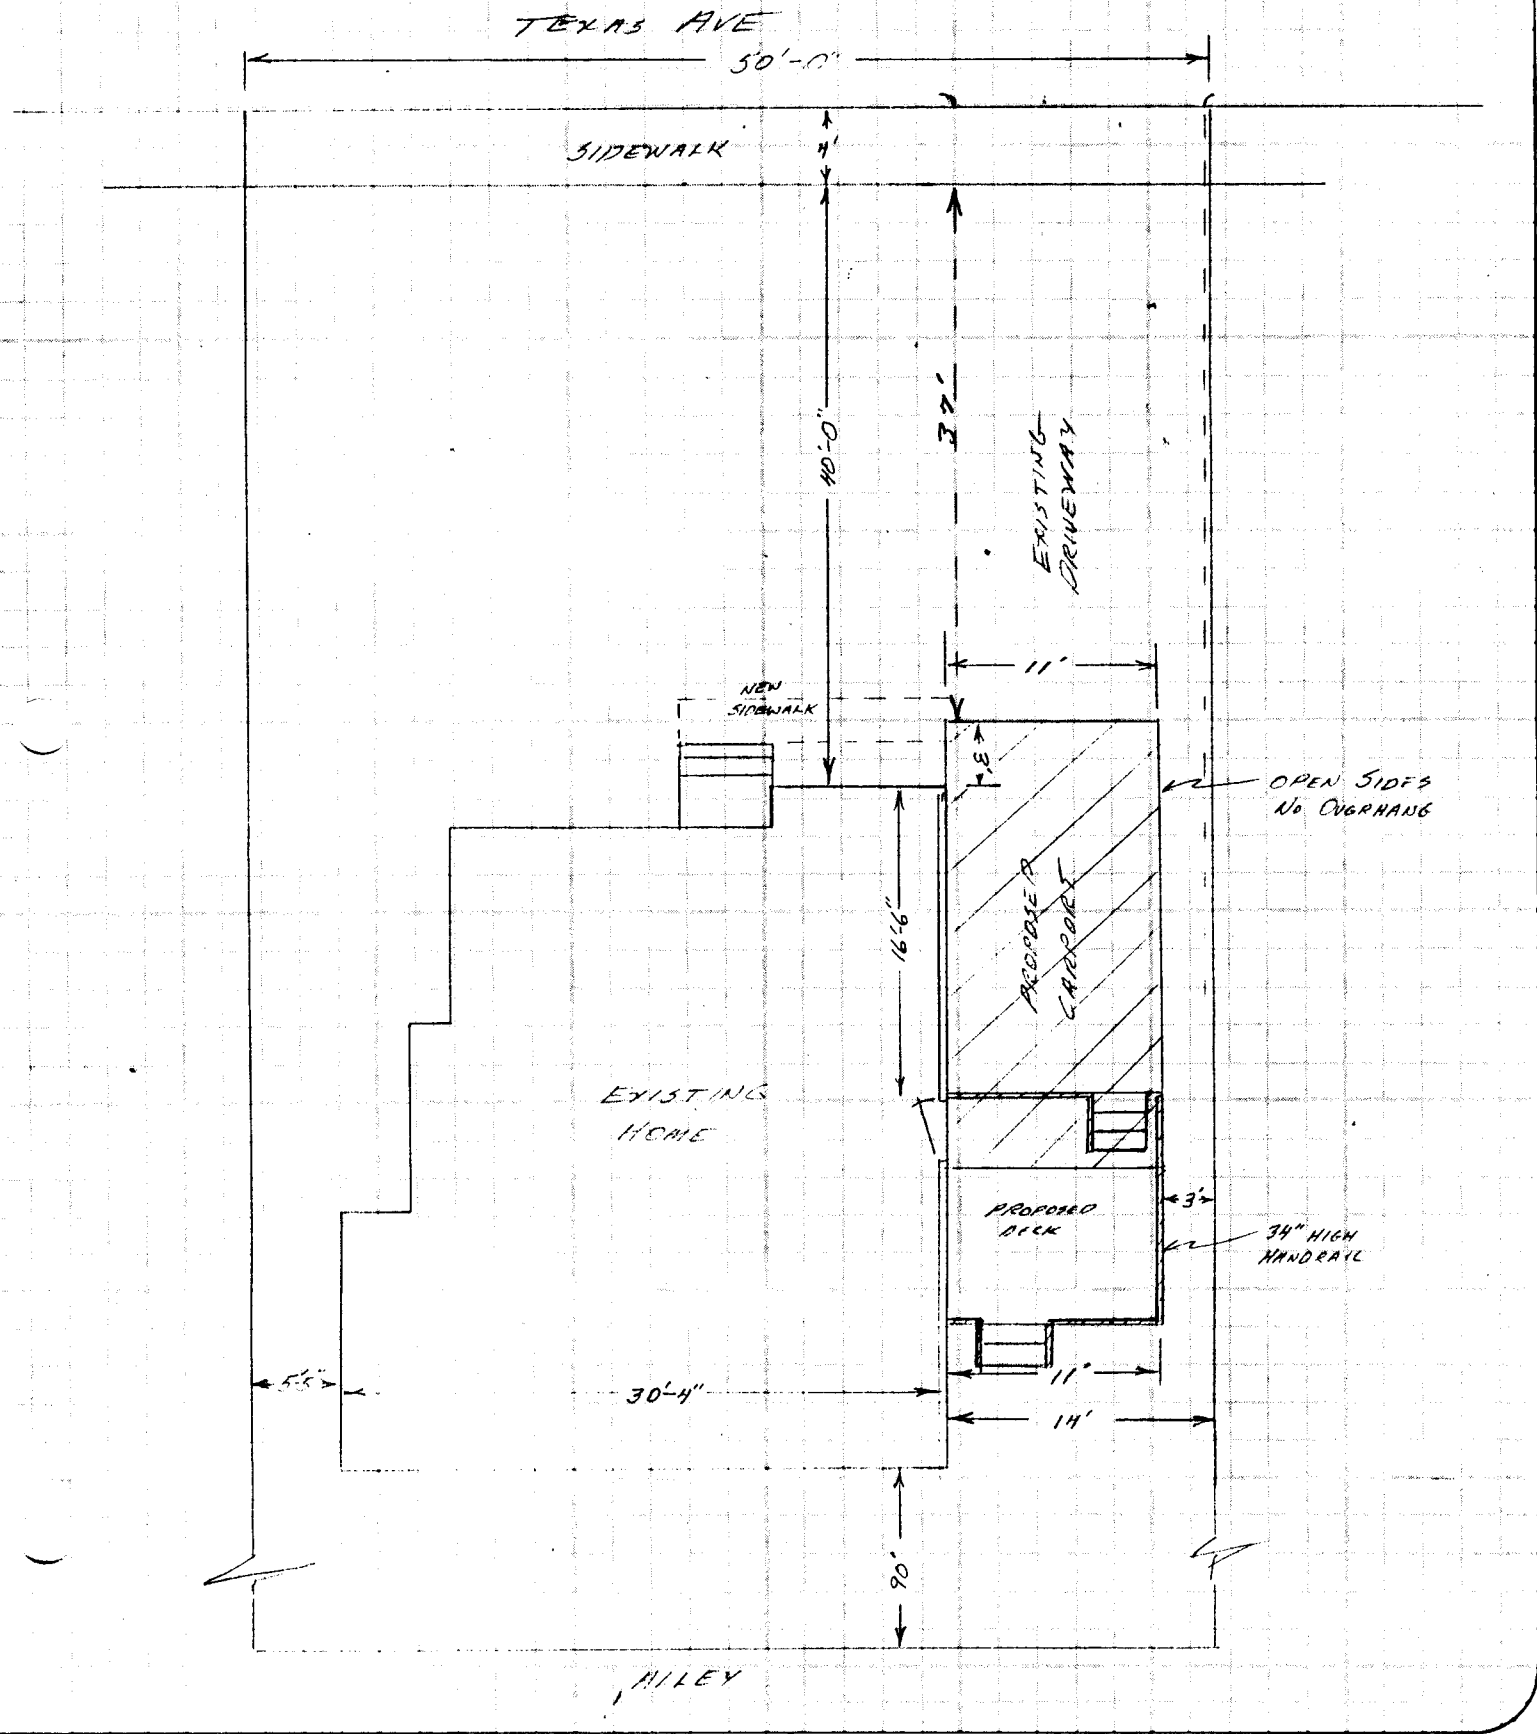 TEXAS AVE
50'-0"
SIDEWALK
4'
40'-0"
37'
EXISTING
DRIVEWAY
11'
NEW
SIDEWALK
3'
OPEN SIDES
NO OVERHANG
16'-6"
PROPOSED
CARPORT
EXISTING
HOME
PROPOSED
DECK
3'
34" HIGH
HANDRAIL
5'-5"
30'-4"
11'
14'
90'
ALLEY